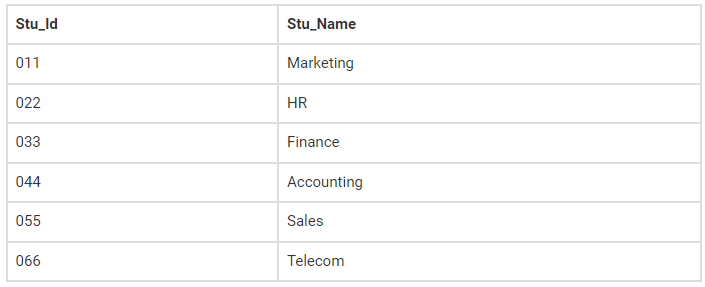 Stu_Id Stu_Name
011 Marketing
022 HR
033 Finance
044 Accounting
055 Sales
066 Telecom